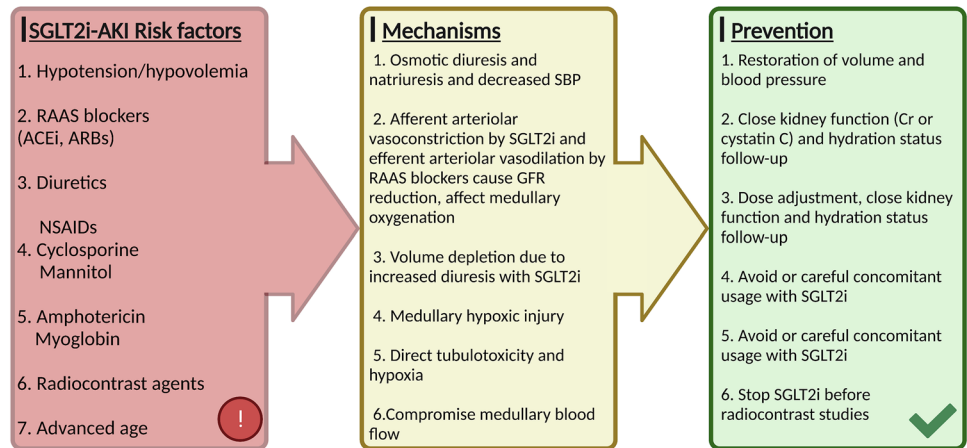 SGLT2i-AKI Risk factors
1. Hypotension/hypovolemia
2. RAAS blockers
(ACEi, ARBs)
3. Diuretics
NSAIDs
4. Cyclosporine
Mannitol
5. Amphotericin
Myoglobin
6. Radiocontrast agents
7. Advanced age
!
Mechanisms
1. Osmotic diuresis and
natriuresis and decreased SBP
2. Afferent arteriolar
vasoconstriction by SGLT2i and
efferent arteriolar vasodilation by
RAAS blockers cause GFR
reduction, affect medullary
oxygenation
3. Volume depletion due to
increased diuresis with SGLT2i
4. Medullary hypoxic injury
5. Direct tubulotoxicity and
hypoxia
6.Compromise medullary blood
flow
Prevention
1. Restoration of volume and
blood pressure
2. Close kidney function (Cr or
cystatin C) and hydration status
follow-up
3. Dose adjustment, close kidney
function and hydration status
follow-up
4. Avoid or careful concomitant
usage with SGLT2i
5. Avoid or careful concomitant
usage with SGLT2i
6. Stop SGLT2i before
radiocontrast studies